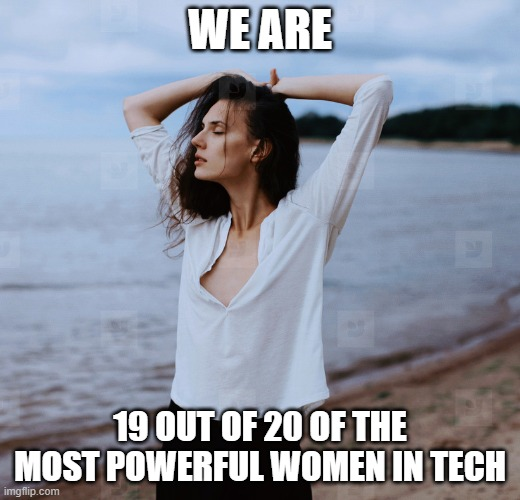 WE ARE
19 OUT OF 20 OF THE
MOST POWERFUL WOMEN IN TECH
imgflip.com